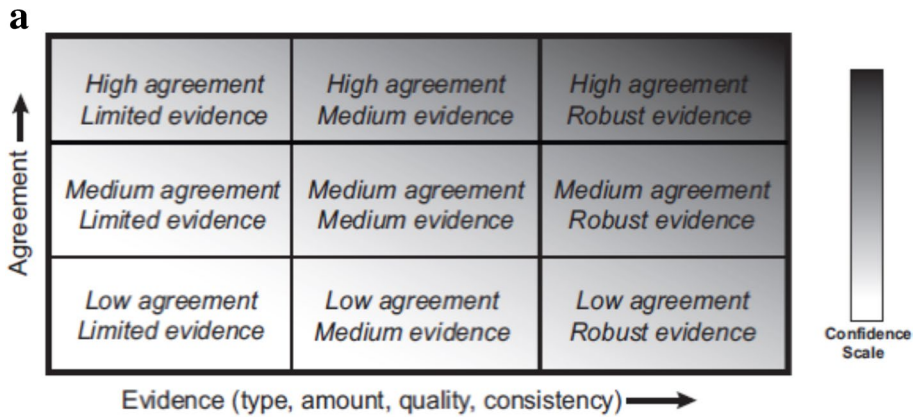 a
High agreement
Limited evidence
High agreement
Medium evidence
High agreement
Robust evidence
Medium agreement
Limited evidence
Medium agreement
Medium evidence
Medium agreement
Robust evidence
Low agreement
Limited evidence
Low agreement
Medium evidence
Low agreement
Robust evidence
Agreement
Evidence (type, amount, quality, consistency)
Confidence
Scale